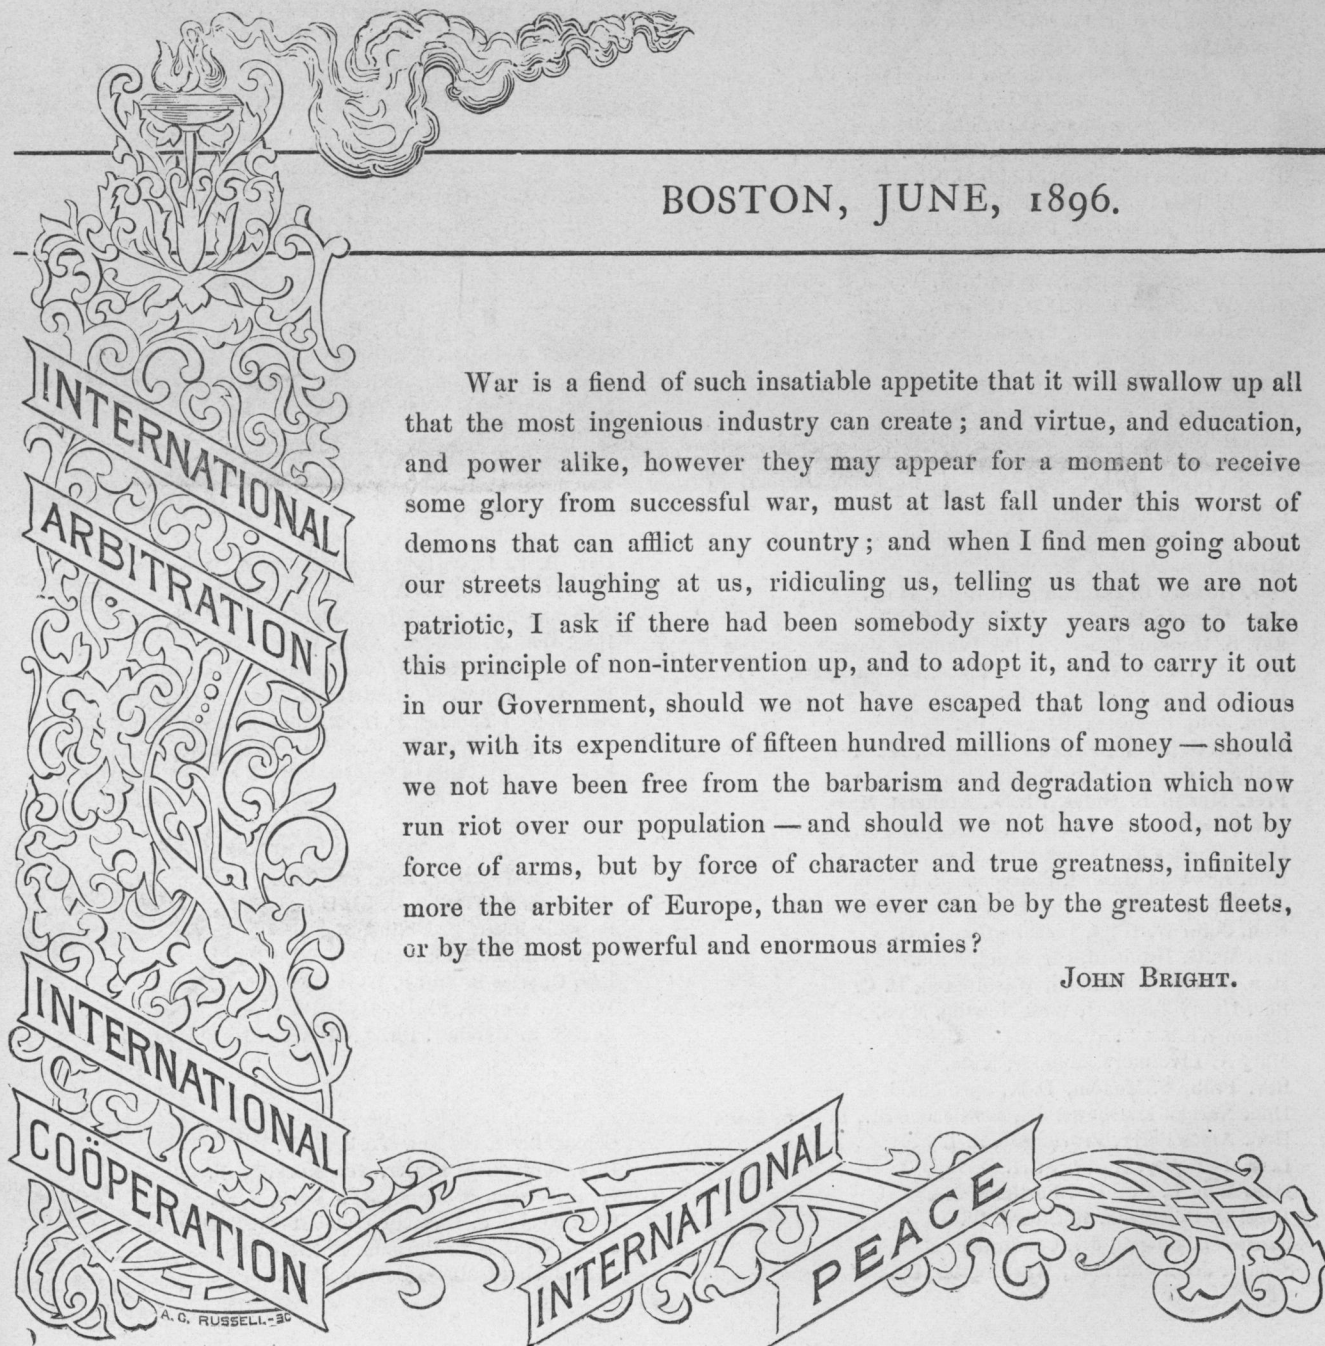 BOSTON, JUNE, 1896.
War is a fiend of such insatiable appetite that it will swallow up all
that the most ingenious industry can create; and virtue, and education,
and power alike, however they may appear for a moment to receive
some glory from successful war, must at last fall under this worst of
demons that can afflict any country; and when I find men going about
our streets laughing at us, ridiculing us, telling us that we are not
patriotic, I ask if there had been somebody sixty years ago to take
this principle of non-intervention up, and to adopt it, and to carry it out
in our Government, should we not have escaped that long and odious
war, with its expenditure of fifteen hundred millions of money — should
we not have been free from the barbarism and degradation which now
run riot over our population — and should we not have stood, not by
force of arms, but by force of character and true greatness, infinitely
more the arbiter of Europe, than we ever can be by the greatest fleets,
or by the most powerful and enormous armies?
JOHN BRIGHT.
INTERNATIONAL
ARBITRATION
INTERNATIONAL
COÖPERATION
INTERNATIONAL
PEACE
A. C. RUSSELL